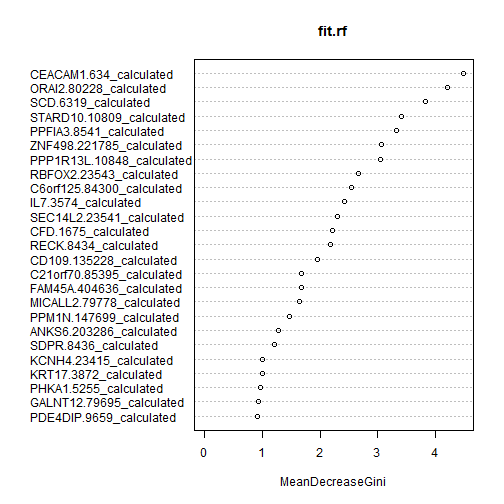 fit.rf
CEACAM1.634_calculated
ORAI2.80228_calculated
SCD.6319_calculated
STARD10.10809_calculated
PPFIA3.8541_calculated
ZNF498.221785_calculated
PPP1R13L.10848_calculated
RBFOX2.23543_calculated
C6orf125.84300_calculated
IL7.3574_calculated
SEC14L2.23541_calculated
CFD.1675_calculated
RECK.8434_calculated
CD109.135228_calculated
C21orf70.85395_calculated
FAM45A.404636_calculated
MICALL2.79778_calculated
PPM1N.147699_calculated
ANKS6.203286_calculated
SDPR.8436_calculated
KCNH4.23415_calculated
KRT17.3872_calculated
PHKA1.5255_calculated
GALNT12.79695_calculated
PDE4DIP.9659_calculated
0 1 2 3 4
MeanDecreaseGini